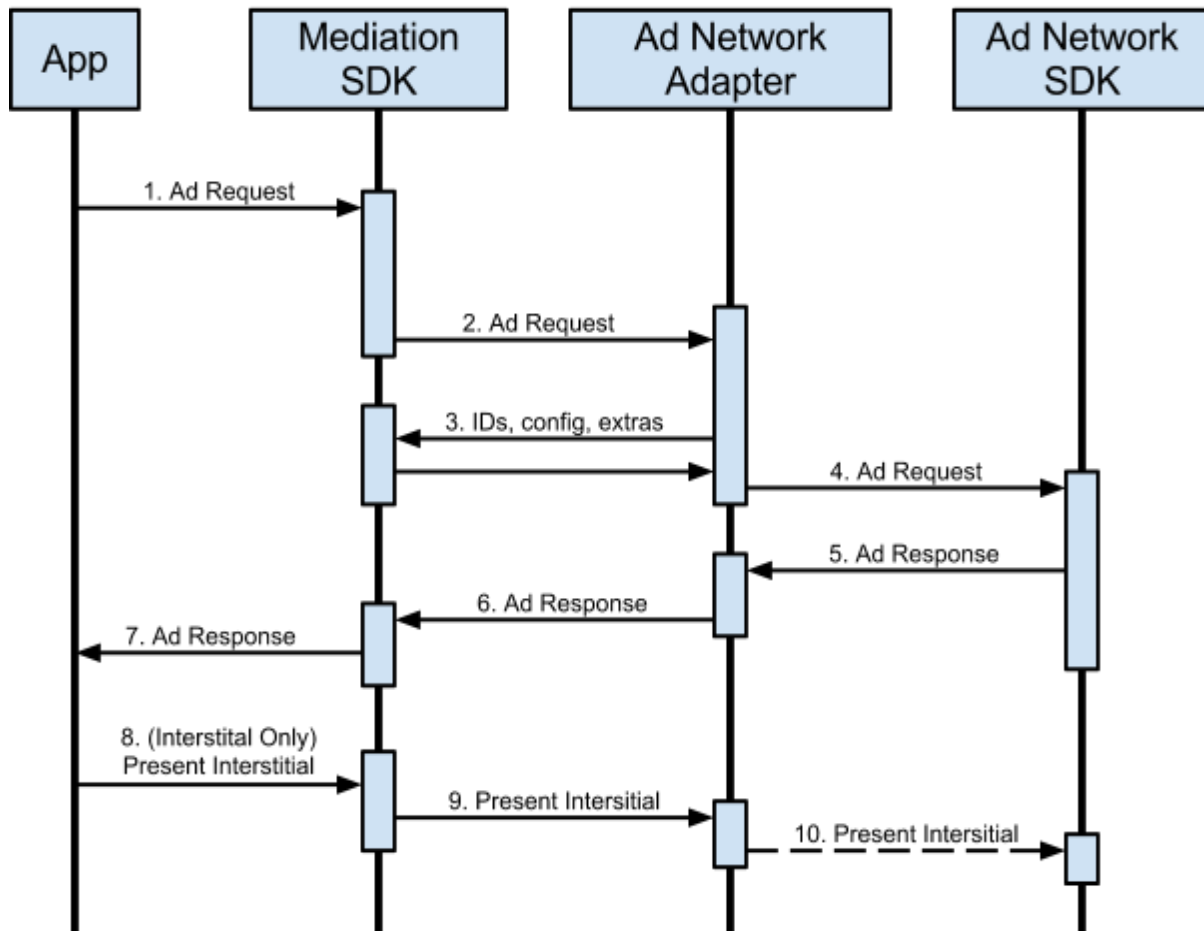 App
Mediation
SDK
Ad Network
Adapter
Ad Network
SDK
1. Ad Request
2. Ad Request
3. IDs, config, extras
4. Ad Request
5. Ad Response
6. Ad Response
7. Ad Response
8. (Interstital Only)
Present Interstitial
9. Present Intersitial
10. Present Intersitial